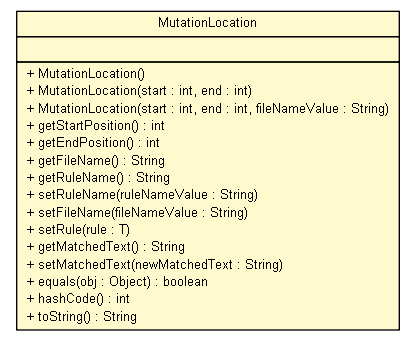 MutationLocation
+ MutationLocation()
+ MutationLocation(start : int, end : int)
+ MutationLocation(start : int, end : int, fileNameValue : String)
+ getStartPosition() : int
+ getEndPosition() : int
+ getFileName() : String
+ getRuleName() : String
+ setRuleName(ruleNameValue : String)
+ setFileName(fileNameValue : String)
+ setRule(rule : T)
+ getMatchedText() : String
+ setMatchedText(newMatchedText : String)
+ equals(obj : Object) : boolean
+ hashCode() : int
+ toString() : String